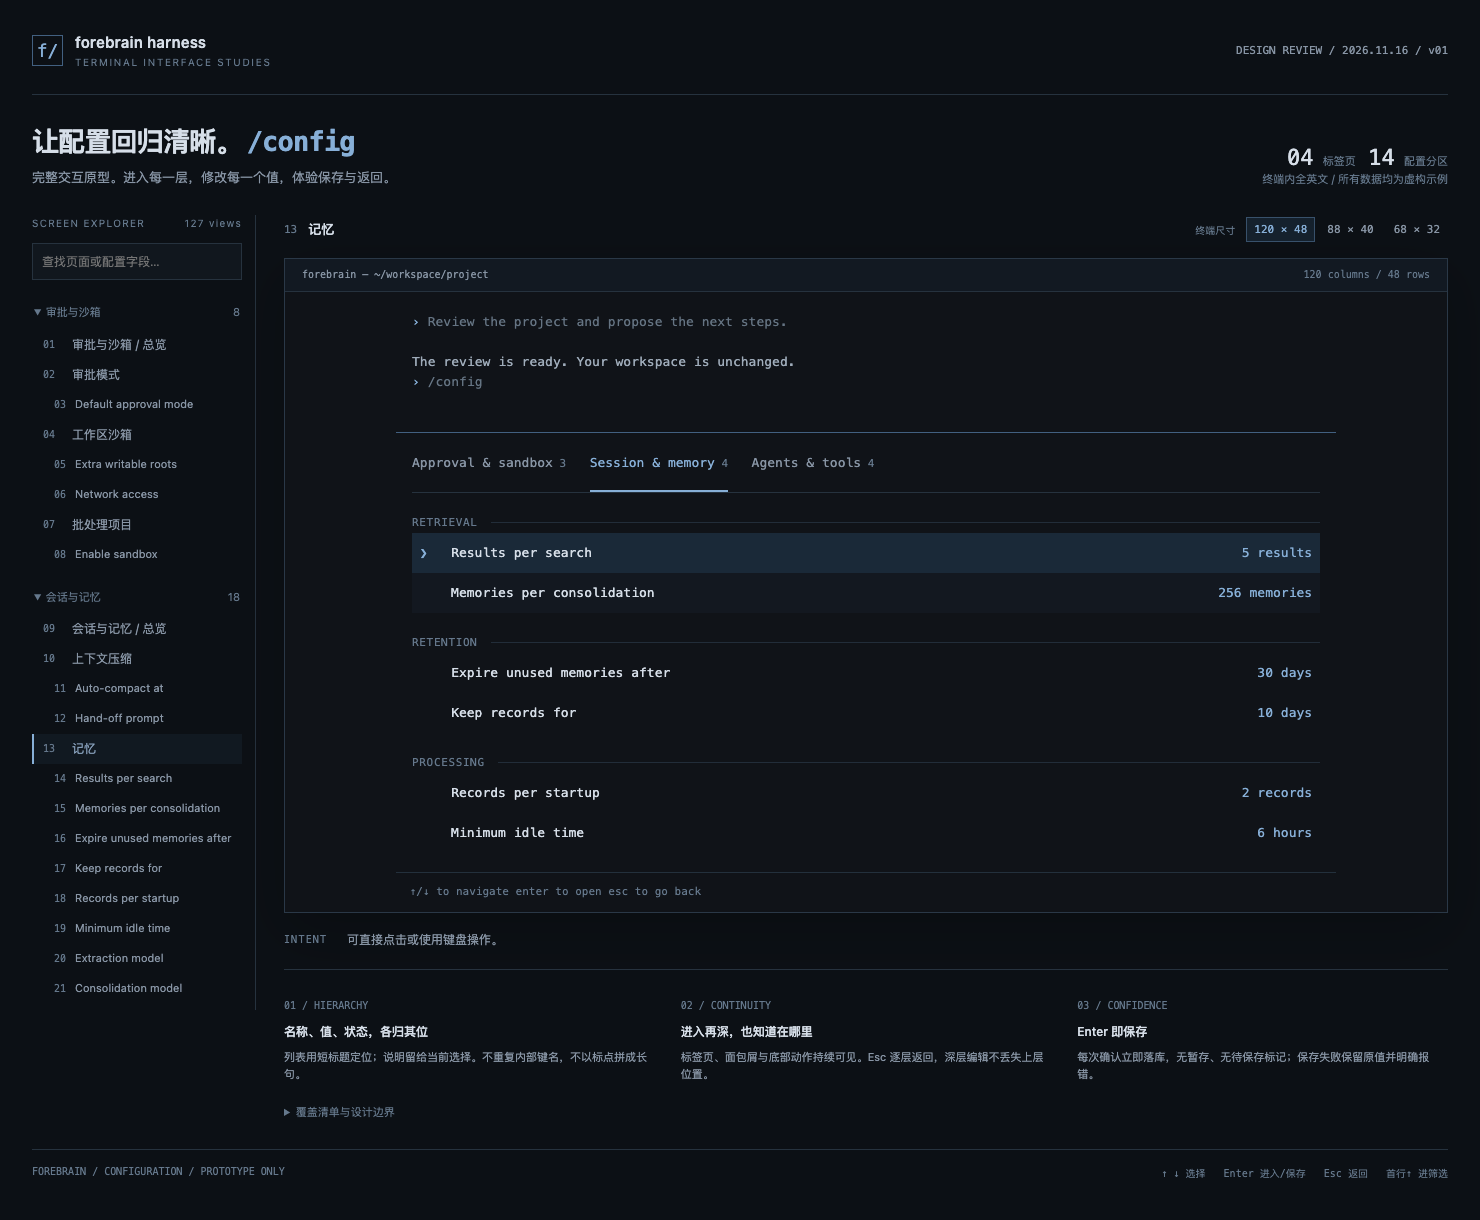 f/
forebrain harness
TERMINAL INTERFACE STUDIES
DESIGN REVIEW / 2026.11.16 / v01
让配置回归清晰。 /config
完整交互原型。进入每一层，修改每一个值，体验保存与返回。
04 标签页 14 配置分区
终端内全英文 / 所有数据均为虚构示例
SCREEN EXPLORER 127 views
查找页面或配置字段...
▼ 审批与沙箱 8
01 审批与沙箱 / 总览
02 审批模式
03 Default approval mode
04 工作区沙箱
05 Extra writable roots
06 Network access
07 批处理项目
08 Enable sandbox
▼ 会话与记忆 18
09 会话与记忆 / 总览
10 上下文压缩
11 Auto-compact at
12 Hand-off prompt
13 记忆
14 Results per search
15 Memories per consolidation
16 Expire unused memories after
17 Keep records for
18 Records per startup
19 Minimum idle time
20 Extraction model
21 Consolidation model
13 记忆
终端尺寸 120 × 48 88 × 40 68 × 32
forebrain — ~/workspace/project
120 columns / 48 rows
› Review the project and propose the next steps.
The review is ready. Your workspace is unchanged.
› /config
Approval & sandbox 3 Session & memory 4 Agents & tools 4
RETRIEVAL
❯ Results per search 5 results
Memories per consolidation 256 memories
RETENTION
Expire unused memories after 30 days
Keep records for 10 days
PROCESSING
Records per startup 2 records
Minimum idle time 6 hours
↑/↓ to navigate enter to open esc to go back
INTENT 可直接点击或使用键盘操作。
01 / HIERARCHY
名称、值、状态，各归其位
列表用短标题定位；说明留给当前选择。不重复内部键名，不以标点拼成长
句。
02 / CONTINUITY
进入再深，也知道在哪里
标签页、面包屑与底部动作持续可见。Esc 逐层返回，深层编辑不丢失上层
位置。
03 / CONFIDENCE
Enter 即保存
每次确认立即落库，无暂存、无待保存标记；保存失败保留原值并明确报
错。
▶ 覆盖清单与设计边界
FOREBRAIN / CONFIGURATION / PROTOTYPE ONLY
↑ ↓ 选择 Enter 进入/保存 Esc 返回 首行↑ 进筛选